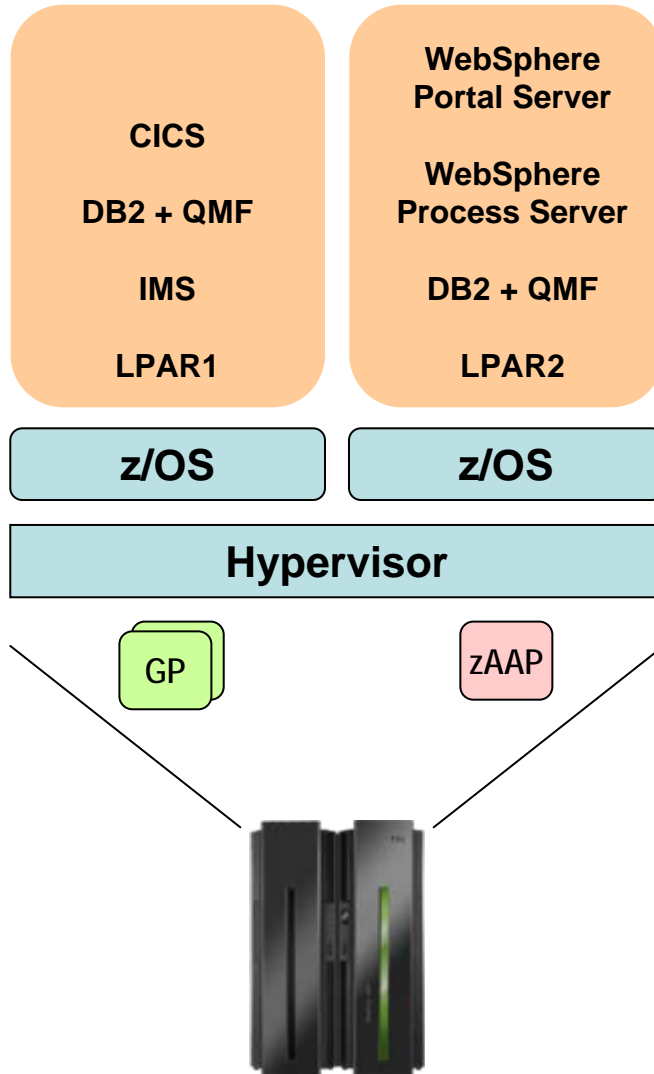 CICS
DB2 + QMF
IMS
LPAR1
WebSphere
Portal Server
WebSphere
Process Server
DB2 + QMF
LPAR2
z/OS
z/OS
Hypervisor
GP
zAAP